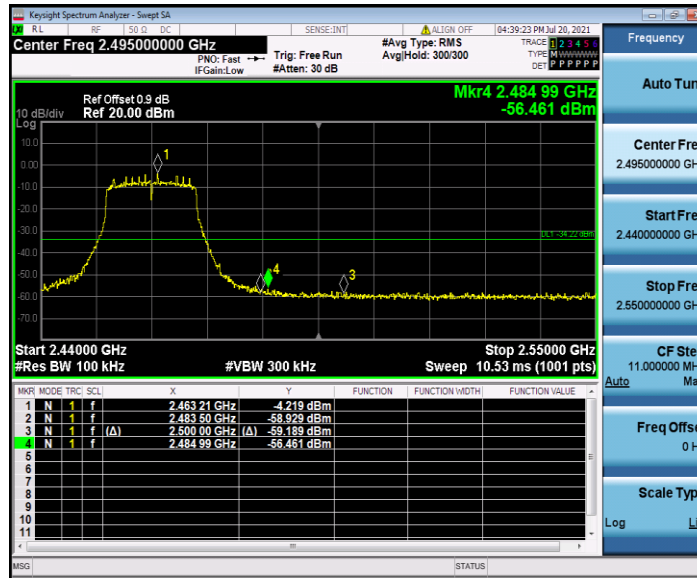 Keysight Spectrum Analyzer - Swept SA
RL RF 50 Ω DC SENSE:INT ALIGN OFF 04:39:23 PM Jul 20, 2021
Center Freq 2.495000000 GHz
PNO: Fast
IFGain:Low
Trig: Free Run
#Atten: 30 dB
#Avg Type: RMS
Avg|Hold: 300/300
TRACE 1 2 3 4 5 6
TYPE M
DET P P P P P P
Mkr4 2.484 99 GHz
-56.461 dBm
Ref Offset 0.9 dB
10 dB/div Ref 20.00 dBm
Log
10.0
0.00
-10.0
-20.0
-30.0
-40.0
-50.0
-60.0
-70.0
1
4
3
DL1 -34.22 dBm
Start 2.44000 GHz Stop 2.55000 GHz
#Res BW 100 kHz #VBW 300 kHz Sweep 10.53 ms (1001 pts)
MKR MODE TRC SCL X Y FUNCTION FUNCTION WIDTH FUNCTION VALUE
1 N 1 f 2.463 21 GHz -4.219 dBm
2 N 1 f 2.483 50 GHz -58.929 dBm
3 N 1 f (Δ) 2.500 00 GHz (Δ) -59.189 dBm
4 N 1 f 2.484 99 GHz -56.461 dBm
5
6
7
8
9
10
11
MSG STATUS
Frequency
Auto Tun
Center Fre
2.495000000 GH
Start Fre
2.440000000 GH
Stop Fre
2.550000000 GH
CF Ste
11.000000 MH
Auto Ma
Freq Offse
0 H
Scale Typ
Log Li